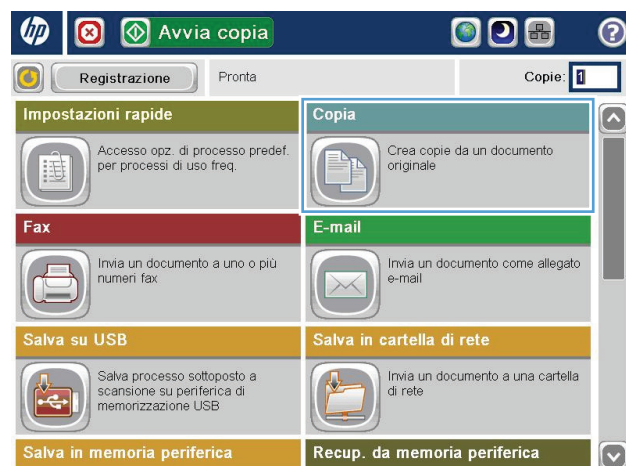 hp Avvia copia ?
Registrazione Pronta Copie: 1
Impostazioni rapide
Accesso opz. di processo predef.
per processi di uso freq.
Copia
Crea copie da un documento
originale
Fax
Invia un documento a uno o più
numeri fax
E-mail
Invia un documento come allegato
e-mail
Salva su USB
Salva processo sottoposto a
scansione su periferica di
memorizzazione USB
Salva in cartella di rete
Invia un documento a una cartella
di rete
Salva in memoria periferica
Recup. da memoria periferica